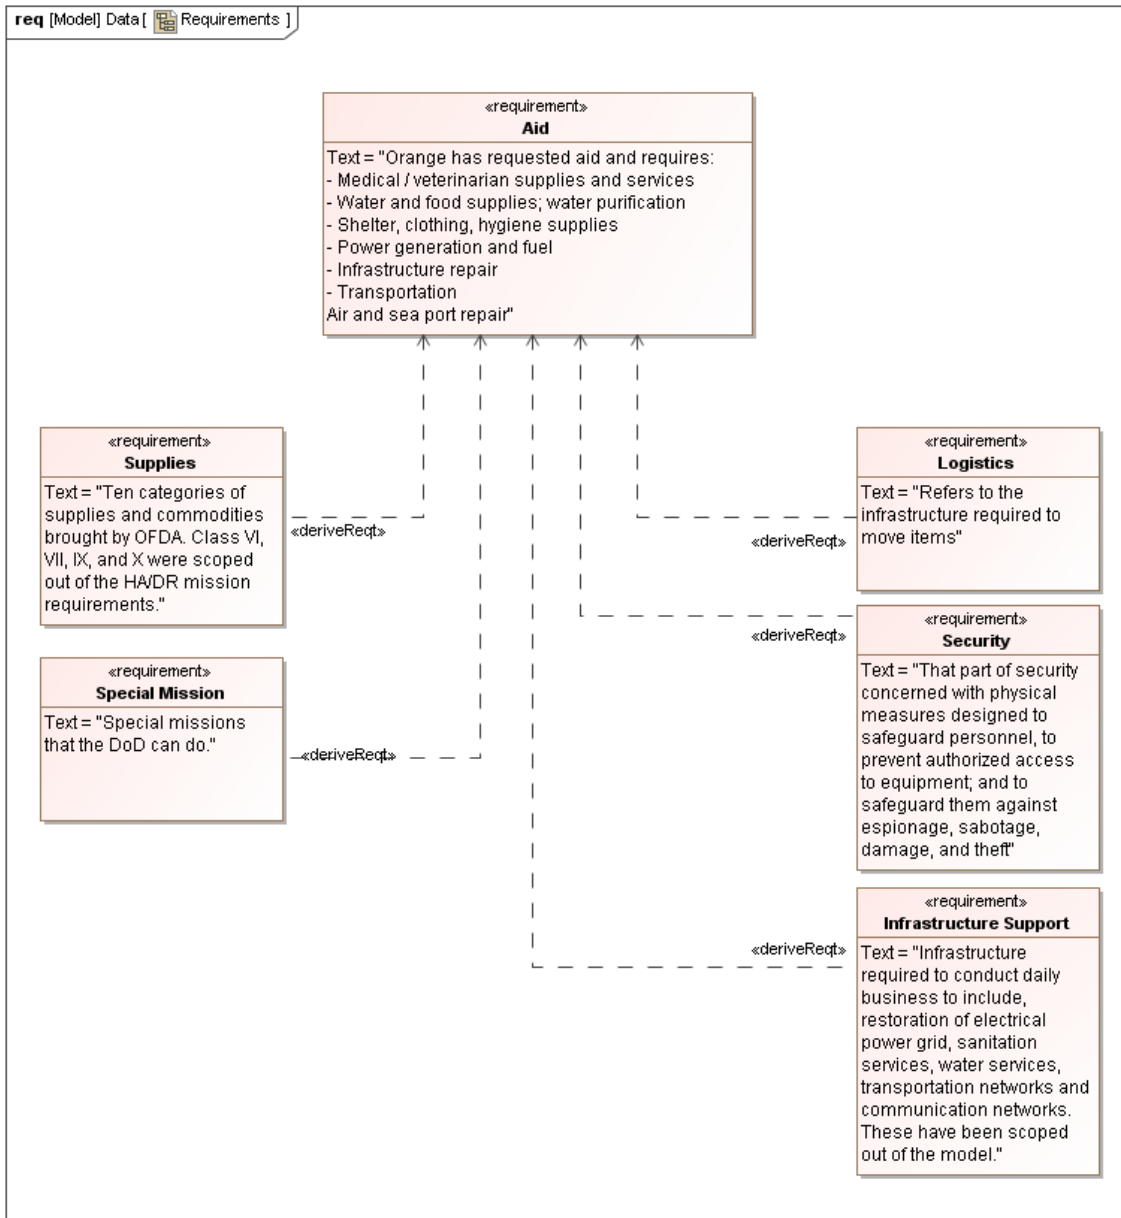 req [Model] Data [ Requirements ]
«requirement»
Aid
Text = "Orange has requested aid and requires:
- Medical / veterinarian supplies and services
- Water and food supplies; water purification
- Shelter, clothing, hygiene supplies
- Power generation and fuel
- Infrastructure repair
- Transportation
Air and sea port repair"
«requirement»
Supplies
Text = "Ten categories of
supplies and commodities
brought by OFDA. Class VI,
VII, IX, and X were scoped
out of the HA/DR mission
requirements."
«deriveReqt»
«requirement»
Special Mission
Text = "Special missions
that the DoD can do."
«deriveReqt»
«requirement»
Logistics
Text = "Refers to the
infrastructure required to
move items"
«deriveReqt»
«requirement»
Security
Text = "That part of security
concerned with physical
measures designed to
safeguard personnel, to
prevent authorized access
to equipment; and to
safeguard them against
espionage, sabotage,
damage, and theft"
«deriveReqt»
«requirement»
Infrastructure Support
Text = "Infrastructure
required to conduct daily
business to include,
restoration of electrical
power grid, sanitation
services, water services,
transportation networks and
communication networks.
These have been scoped
out of the model."
«deriveReqt»